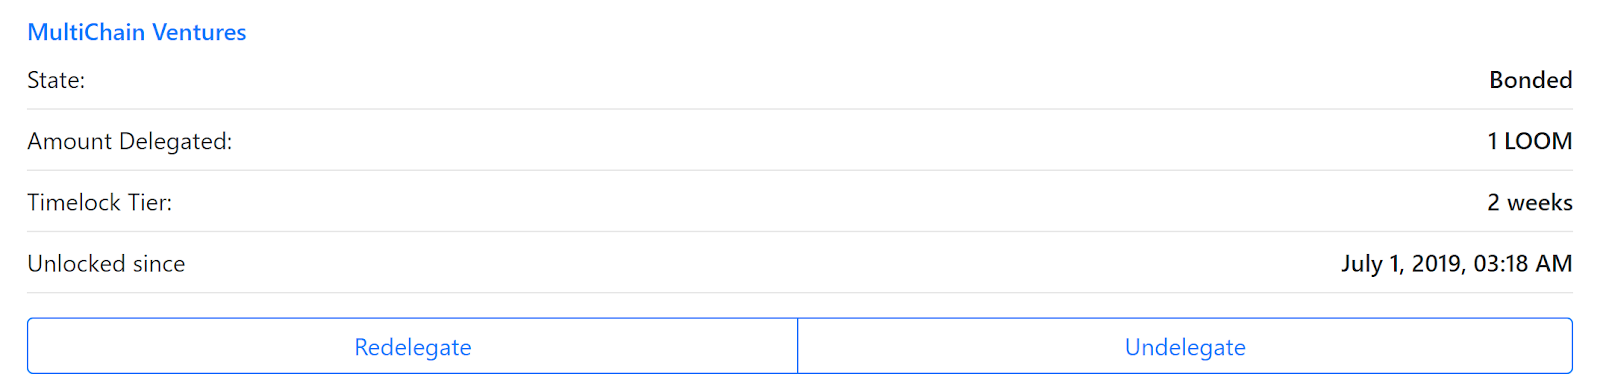 MultiChain Ventures
State: Bonded
Amount Delegated: 1 LOOM
Timelock Tier: 2 weeks
Unlocked since July 1, 2019, 03:18 AM
Redelegate Undelegate